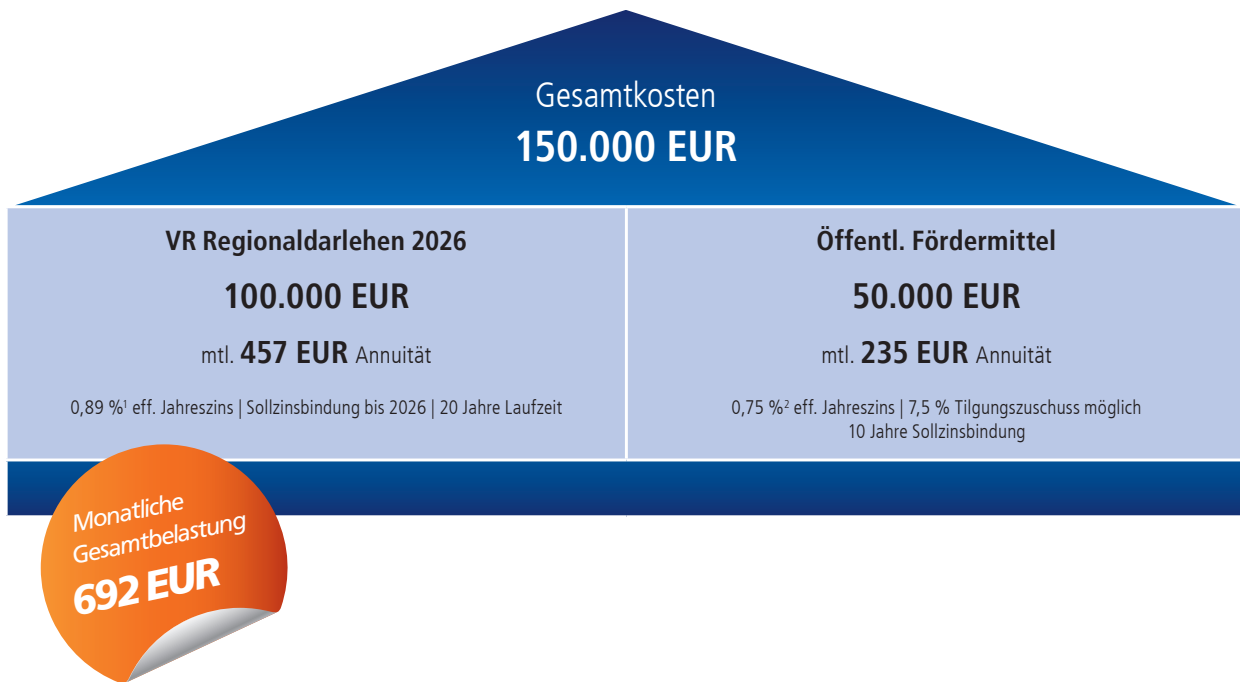 Gesamtkosten
150.000 EUR
VR Regionaldarlehen 2026
100.000 EUR
mtl. 457 EUR Annuität
0,89 %¹ eff. Jahreszins | Sollzinsbindung bis 2026 | 20 Jahre Laufzeit
Öffentl. Fördermittel
50.000 EUR
mtl. 235 EUR Annuität
0,75 %² eff. Jahreszins | 7,5 % Tilgungszuschuss möglich
10 Jahre Sollzinsbindung
Monatliche
Gesamtbelastung
692 EUR